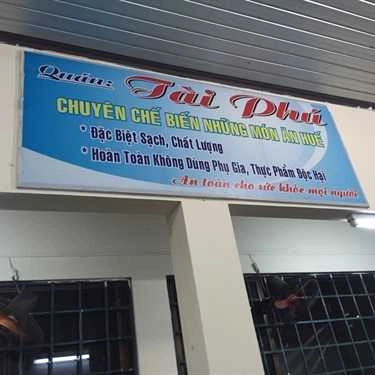 Quán: Tài Phú
CHUYÊN CHẾ BIẾN NHỮNG MÓN ĂN HUẾ
* Đặc Biệt Sạch, Chất Lượng
* Hoàn Toàn Không Dùng Phụ Gia, Thực Phẩm Độc Hại
An toàn cho sức khỏe mọi người